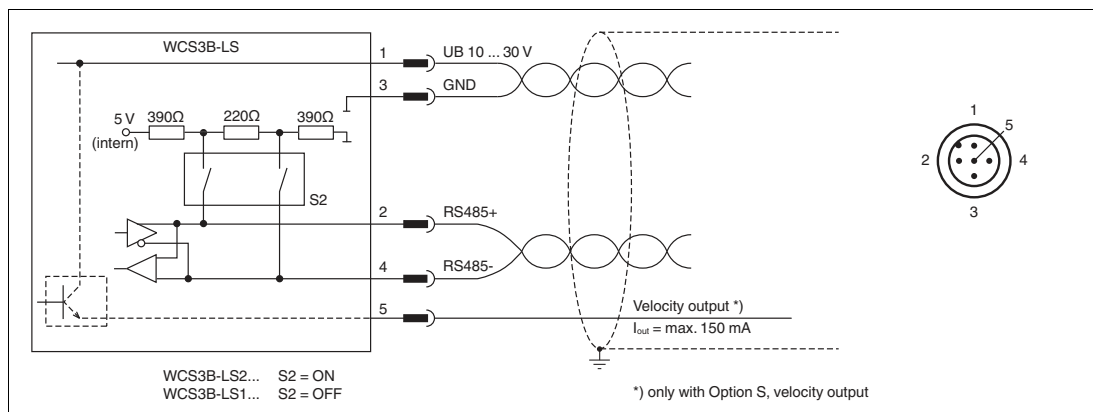 WCS3B-LS
1
UB 10 ... 30 V
3
GND
5 V
(intern)
390Ω
220Ω
390Ω
S2
2
RS485+
4
RS485-
5
Velocity output *)
Iout = max. 150 mA
WCS3B-LS2... S2 = ON
WCS3B-LS1... S2 = OFF
*) only with Option S, velocity output
1
5
2
4
3